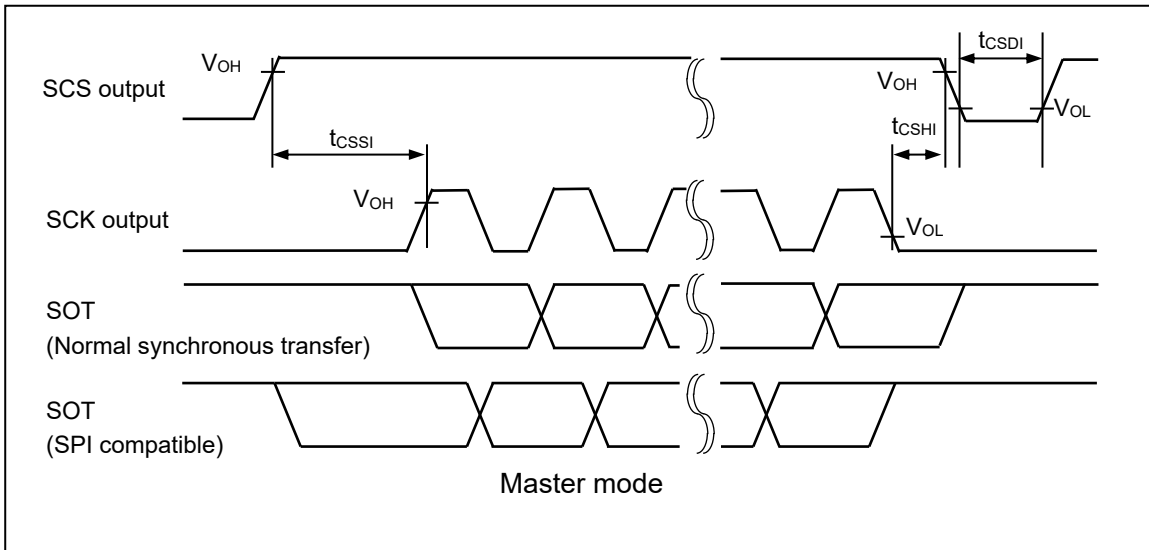 tCSDI
VOH
SCS output
VOH
VOL
tCSSI
tCSHI
VOH
SCK output
VOL
SOT
(Normal synchronous transfer)
SOT
(SPI compatible)
Master mode